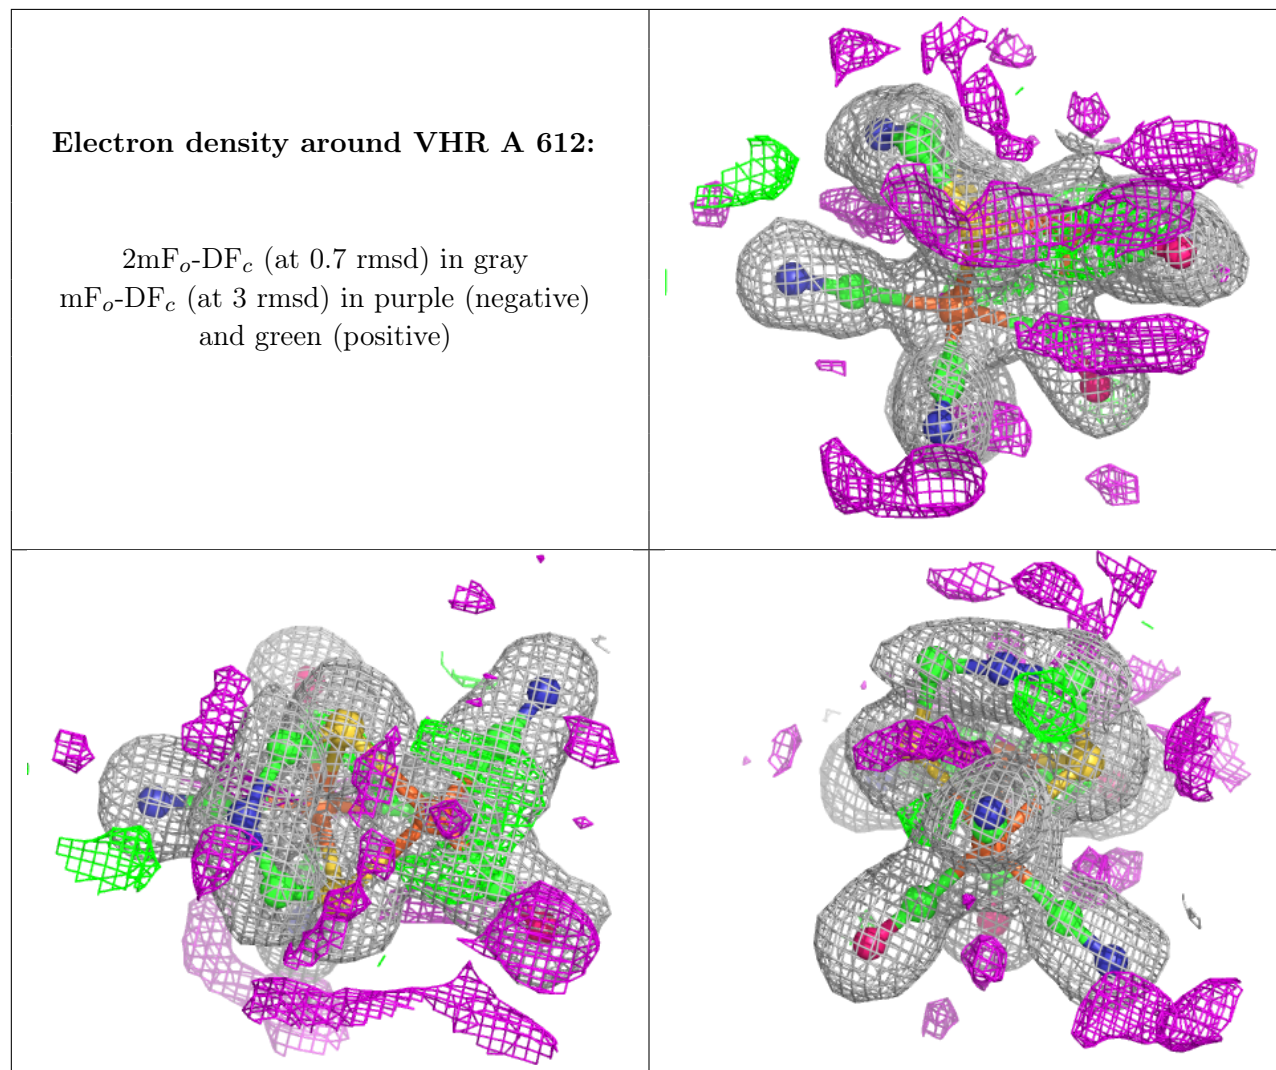 Electron density around VHR A 612:
2mFo-DFc (at 0.7 rmsd) in gray
mFo-DFc (at 3 rmsd) in purple (negative)
and green (positive)